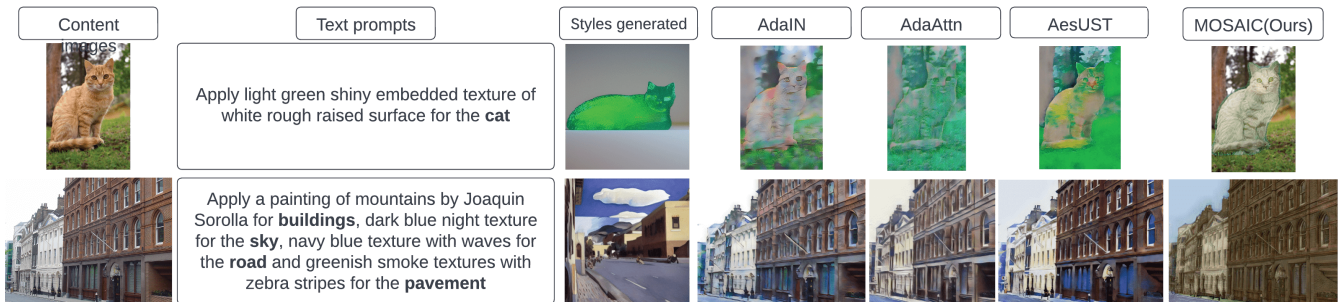 Content
images
Text prompts
Styles generated
AdaIN
AdaAttn
AesUST
MOSAIC(Ours)
Apply light green shiny embedded texture of
white rough raised surface for the cat
Apply a painting of mountains by Joaquin
Sorolla for buildings, dark blue night texture
for the sky, navy blue texture with waves for
the road and greenish smoke textures with
zebra stripes for the pavement